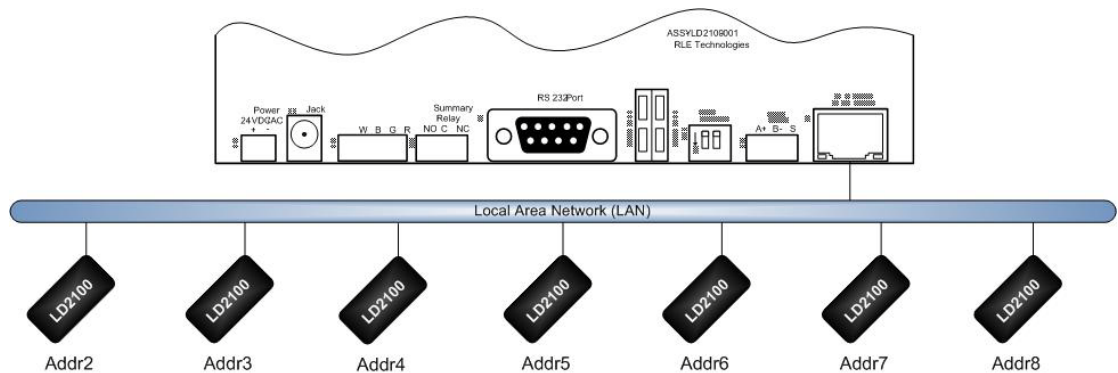 ASSYLD2109001
RLE Technologies
Power
24VDC/AC
+ -
Jack
W B G R
Summary
Relay
NO C NC
RS 232 Port
A+ B- S
Local Area Network (LAN)
LD2100 LD2100 LD2100 LD2100 LD2100 LD2100 LD2100
Addr2 Addr3 Addr4 Addr5 Addr6 Addr7 Addr8